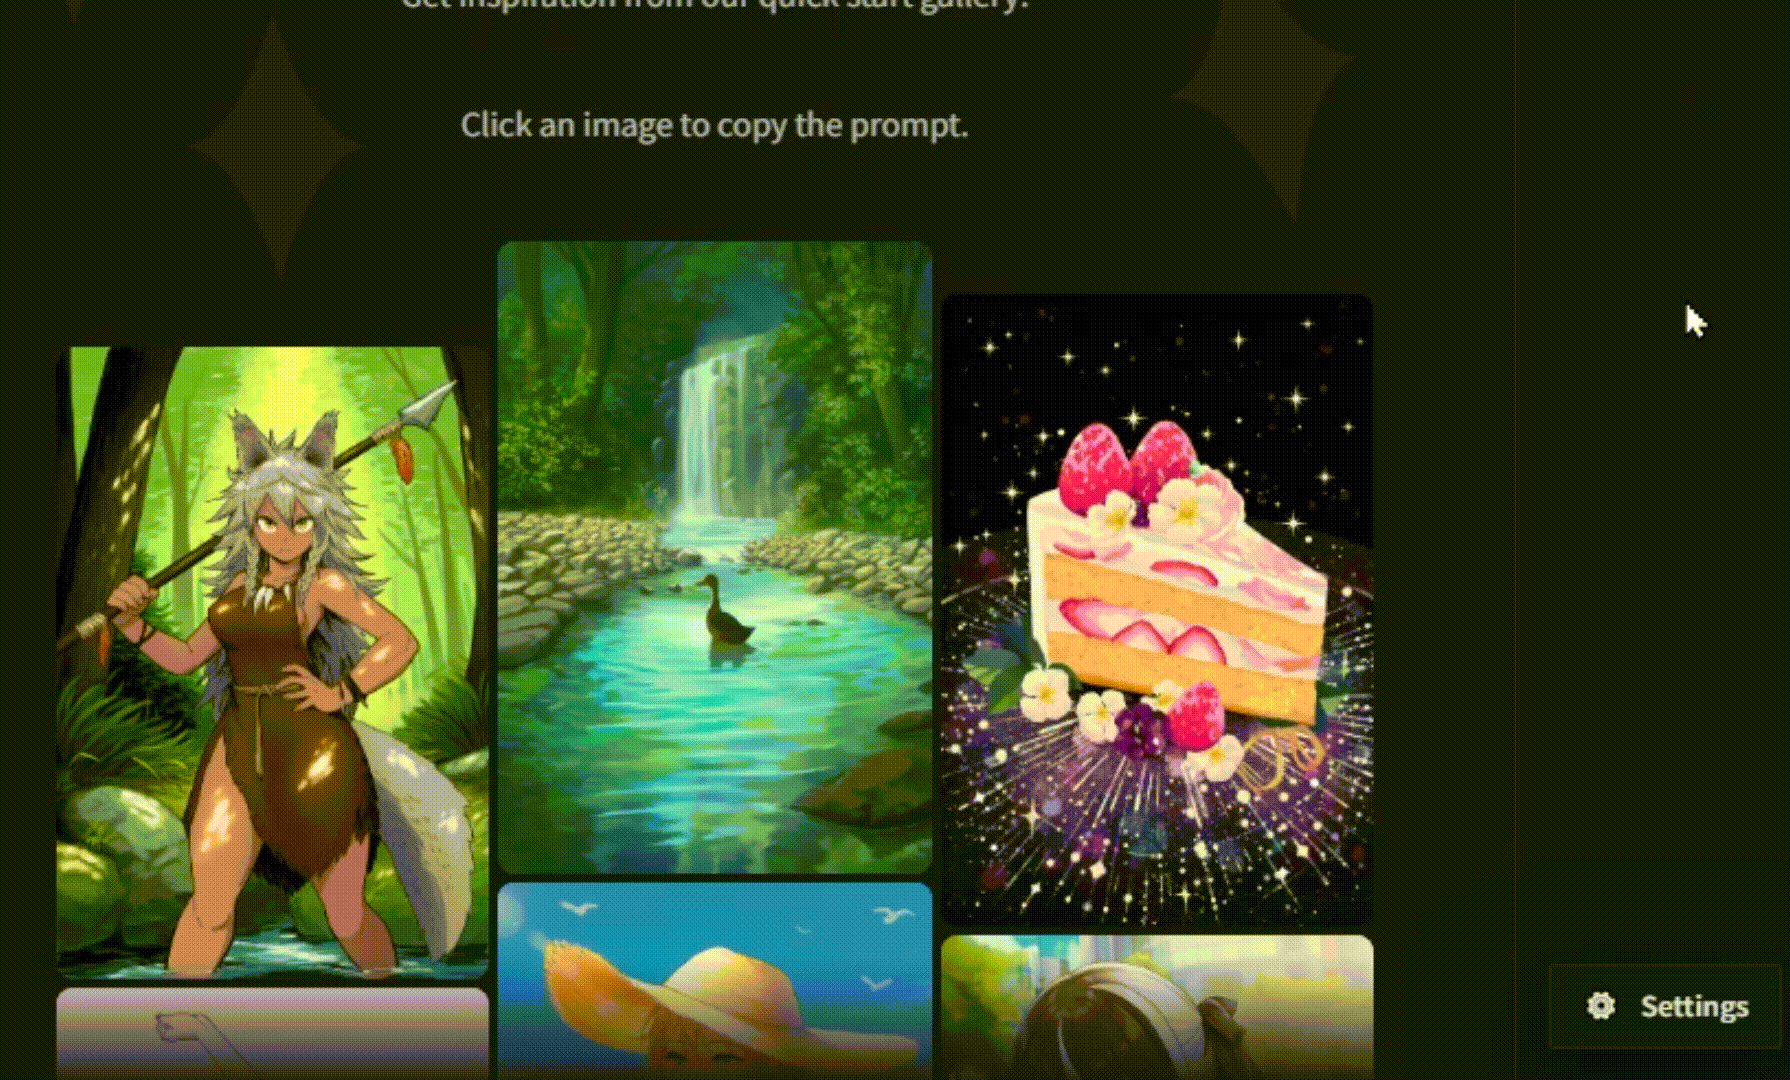 Get inspiration from our quick start gallery.
Click an image to copy the prompt.
Settings